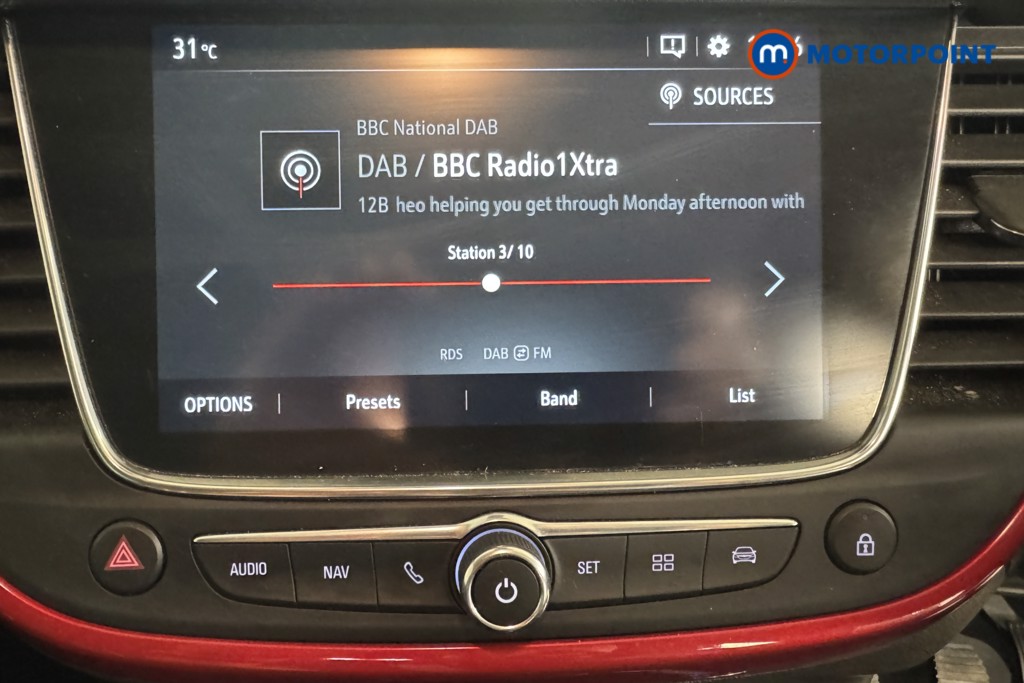 31°C
MOTORPOINT
SOURCES
BBC National DAB
DAB / BBC Radio1Xtra
12B heo helping you get through Monday afternoon with
Station 3/10
RDS DAB FM
OPTIONS | Presets | Band | List
AUDIO NAV SET